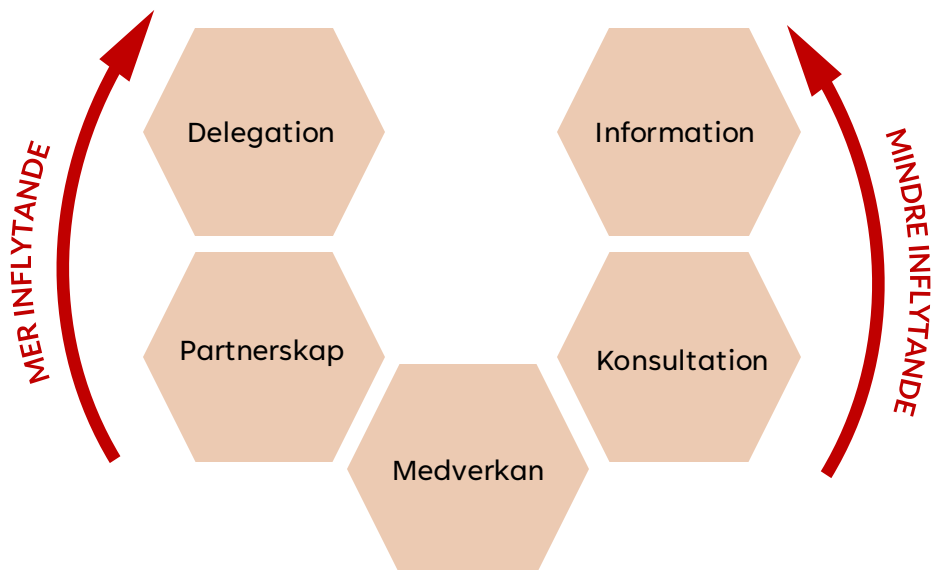 Delegation
Information
MER INFLYTANDE
MINDRE INFLYTANDE
Partnerskap
Konsultation
Medverkan